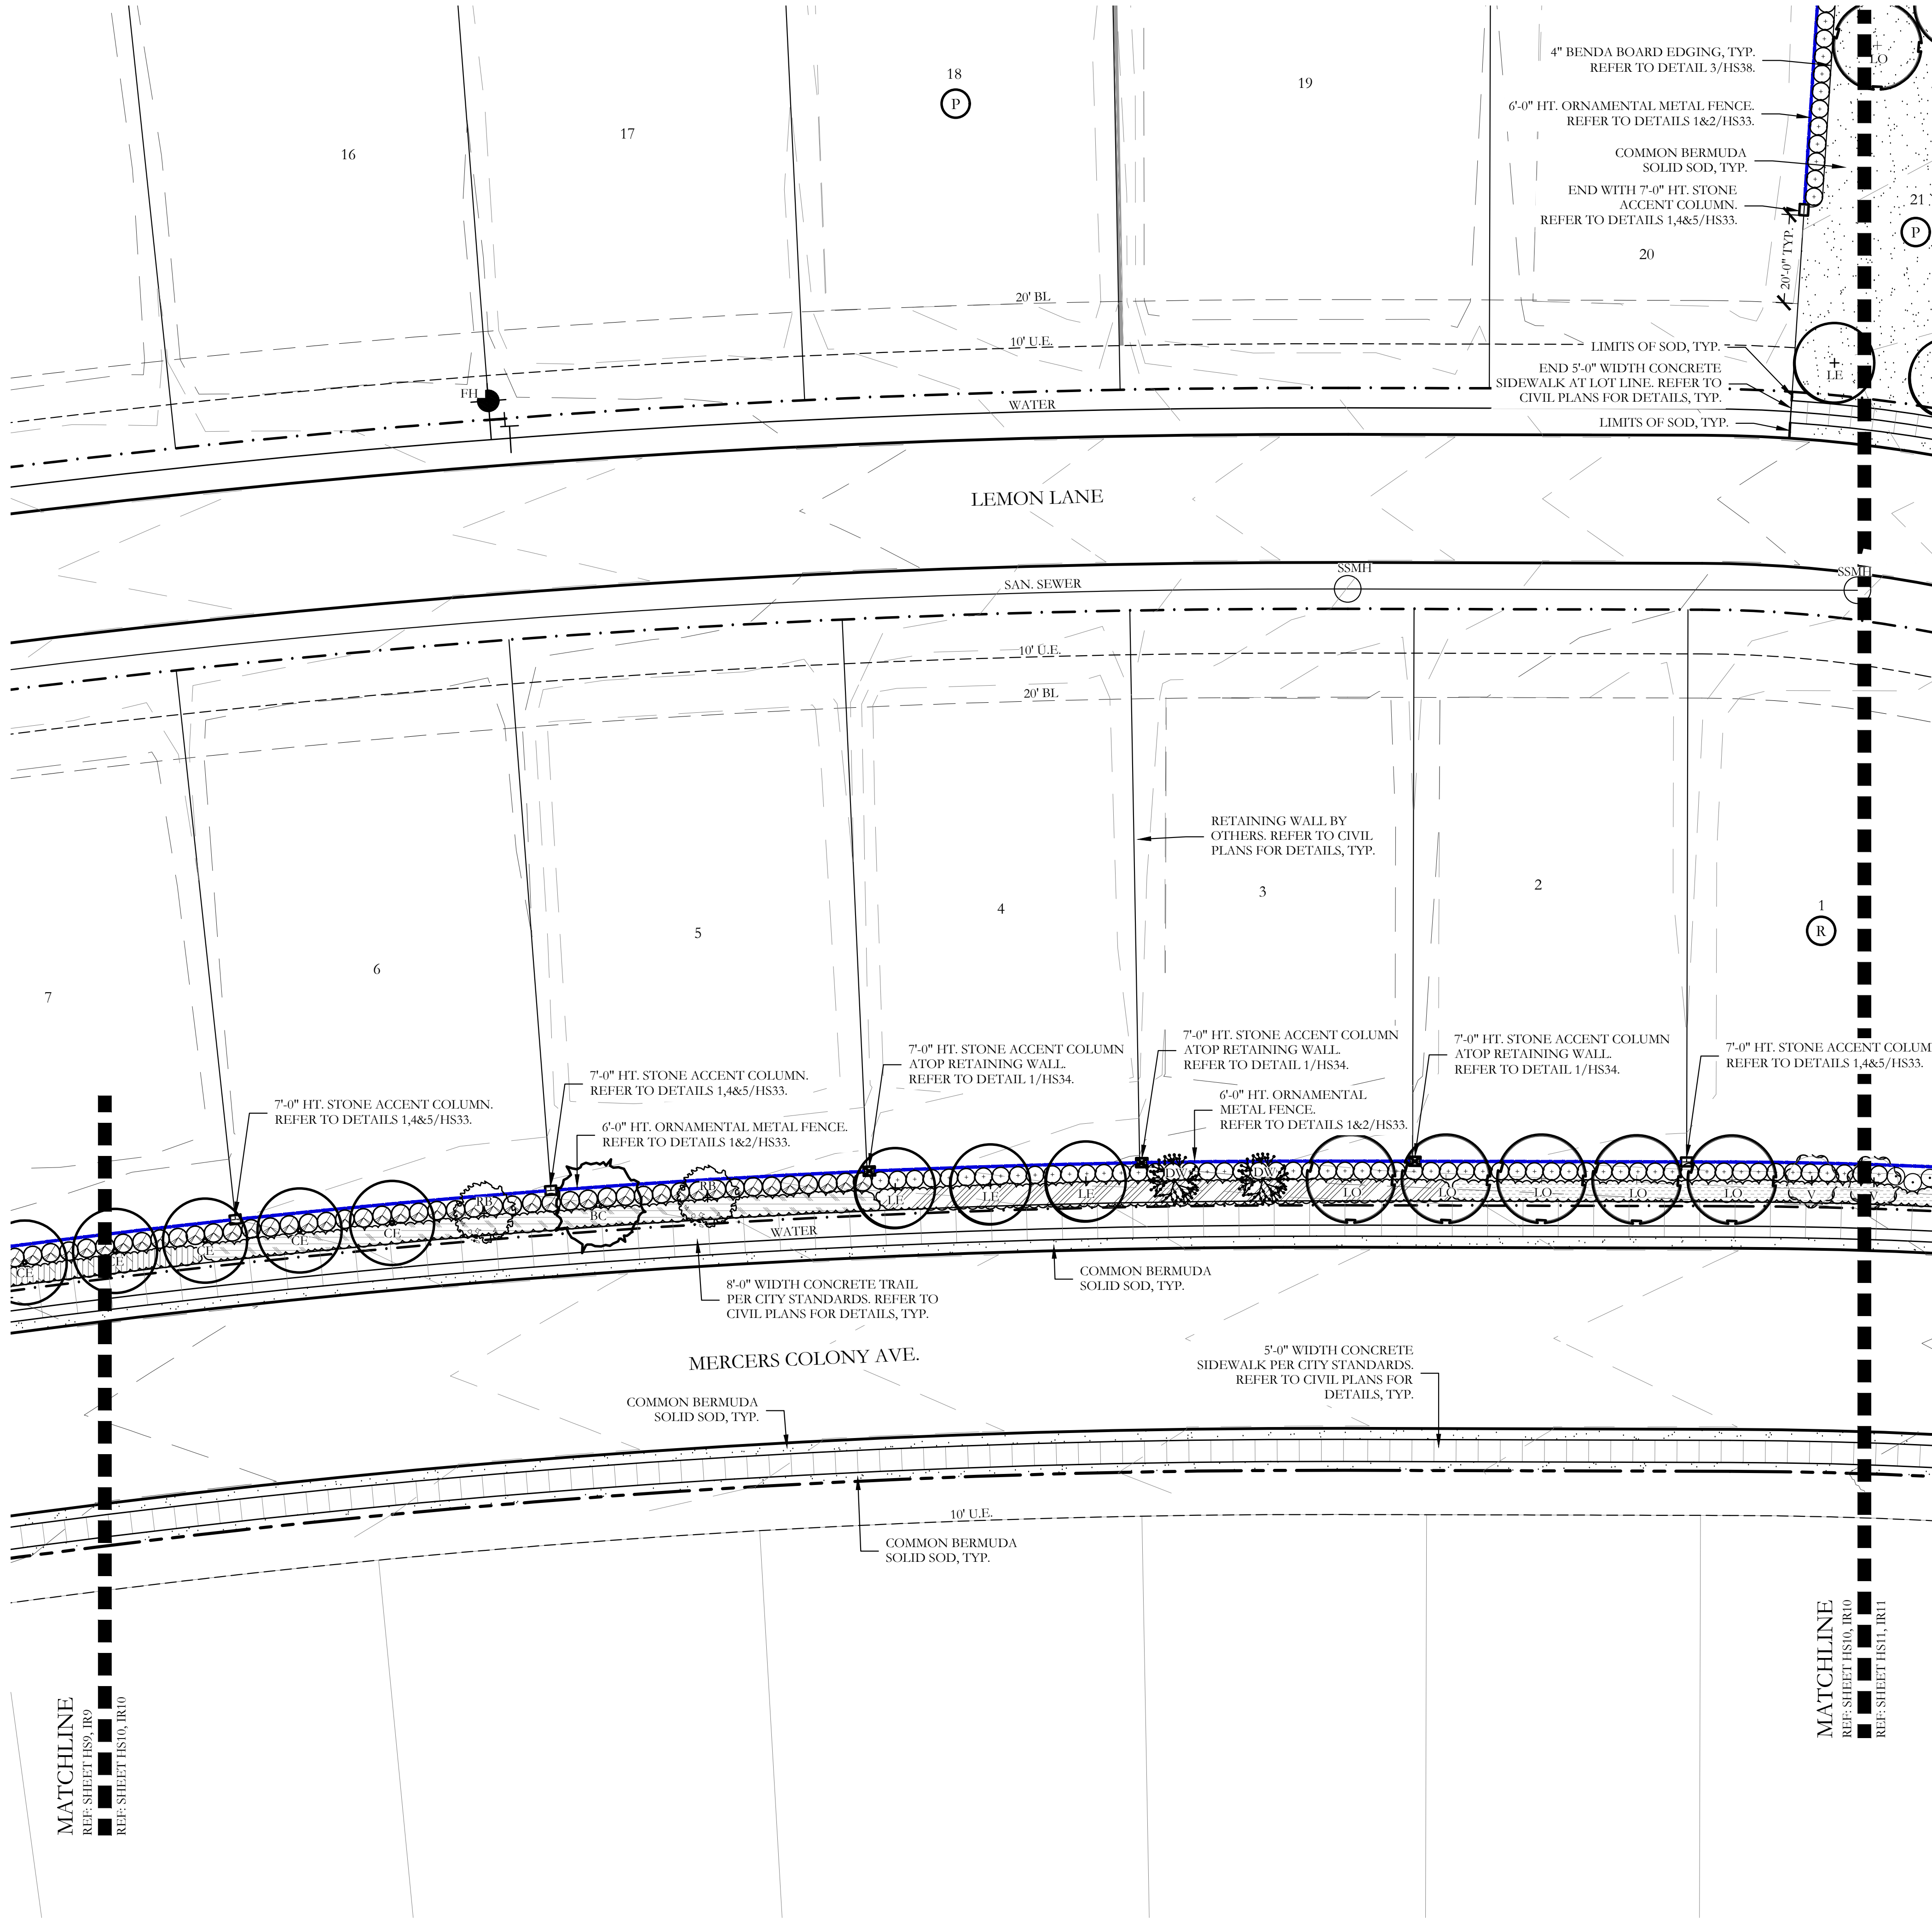 4" BENDA BOARD EDGING, TYP.
REFER TO DETAIL 3/HS38.
LO
18
P
19
6'-0" HT. ORNAMENTAL METAL FENCE.
REFER TO DETAILS 1&2/HS33.
17
16
COMMON BERMUDA
SOLID SOD, TYP.
END WITH 7'-0" HT. STONE
ACCENT COLUMN.
REFER TO DETAILS 1,4&5/HS33.
21
P
20
20'-0" TYP.
20' BL
10' U.E.
LIMITS OF SOD, TYP.
END 5'-0" WIDTH CONCRETE
SIDEWALK AT LOT LINE. REFER TO
CIVIL PLANS FOR DETAILS, TYP.
LE
FH
WATER
LIMITS OF SOD, TYP.
LEMON LANE
SSMH
SSMH
SAN. SEWER
10' U.E.
20' BL
RETAINING WALL BY
OTHERS. REFER TO CIVIL
PLANS FOR DETAILS, TYP.
7
6
5
4
3
2
1
R
7'-0" HT. STONE ACCENT COLUMN.
REFER TO DETAILS 1,4&5/HS33.
7'-0" HT. STONE ACCENT COLUMN.
REFER TO DETAILS 1,4&5/HS33.
6'-0" HT. ORNAMENTAL METAL FENCE.
REFER TO DETAILS 1&2/HS33.
7'-0" HT. STONE ACCENT COLUMN
ATOP RETAINING WALL.
REFER TO DETAIL 1/HS34.
7'-0" HT. STONE ACCENT COLUMN
ATOP RETAINING WALL.
REFER TO DETAIL 1/HS34.
6'-0" HT. ORNAMENTAL
METAL FENCE.
REFER TO DETAILS 1&2/HS33.
7'-0" HT. STONE ACCENT COLUMN
ATOP RETAINING WALL.
REFER TO DETAIL 1/HS34.
7'-0" HT. STONE ACCENT COLUM
REFER TO DETAILS 1,4&5/HS33.
CE
CE
CE
CE
CE
RB
BC
RB
LE
LE
LE
DW
DW
LO
LO
LO
LO
LO
V
V
WATER
8'-0" WIDTH CONCRETE TRAIL
PER CITY STANDARDS. REFER TO
CIVIL PLANS FOR DETAILS, TYP.
COMMON BERMUDA
SOLID SOD, TYP.
MERCERS COLONY AVE.
5'-0" WIDTH CONCRETE
SIDEWALK PER CITY STANDARDS.
REFER TO CIVIL PLANS FOR
DETAILS, TYP.
COMMON BERMUDA
SOLID SOD, TYP.
10' U.E.
COMMON BERMUDA
SOLID SOD, TYP.
MATCHLINE
REF: SHEET HS9, IR9
REF: SHEET HS10, IR10
MATCHLINE
REF: SHEET HS10, IR10
REF: SHEET HS11, IR11